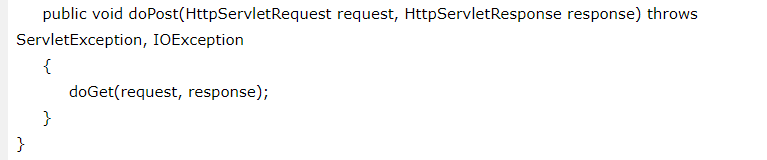 public void doPost(HttpServletRequest request, HttpServletResponse response) throws
ServletException, IOException
{
doGet(request, response);
}
}